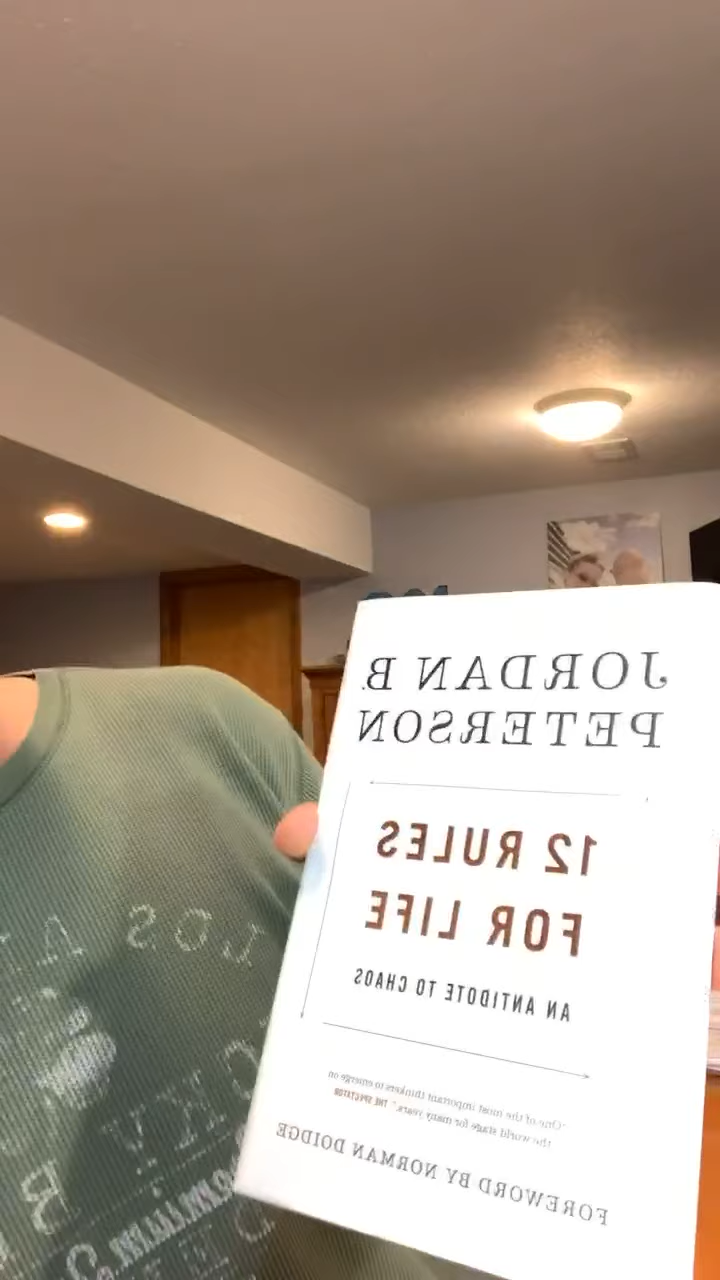 JORDAN B.
PETERSON
12 RULES
FOR LIFE
AN ANTIDOTE TO CHAOS
"One of the most important thinkers to emerge on
the world stage for many years." THE SPECTATOR
FOREWORD BY NORMAN DOIDGE
LOS